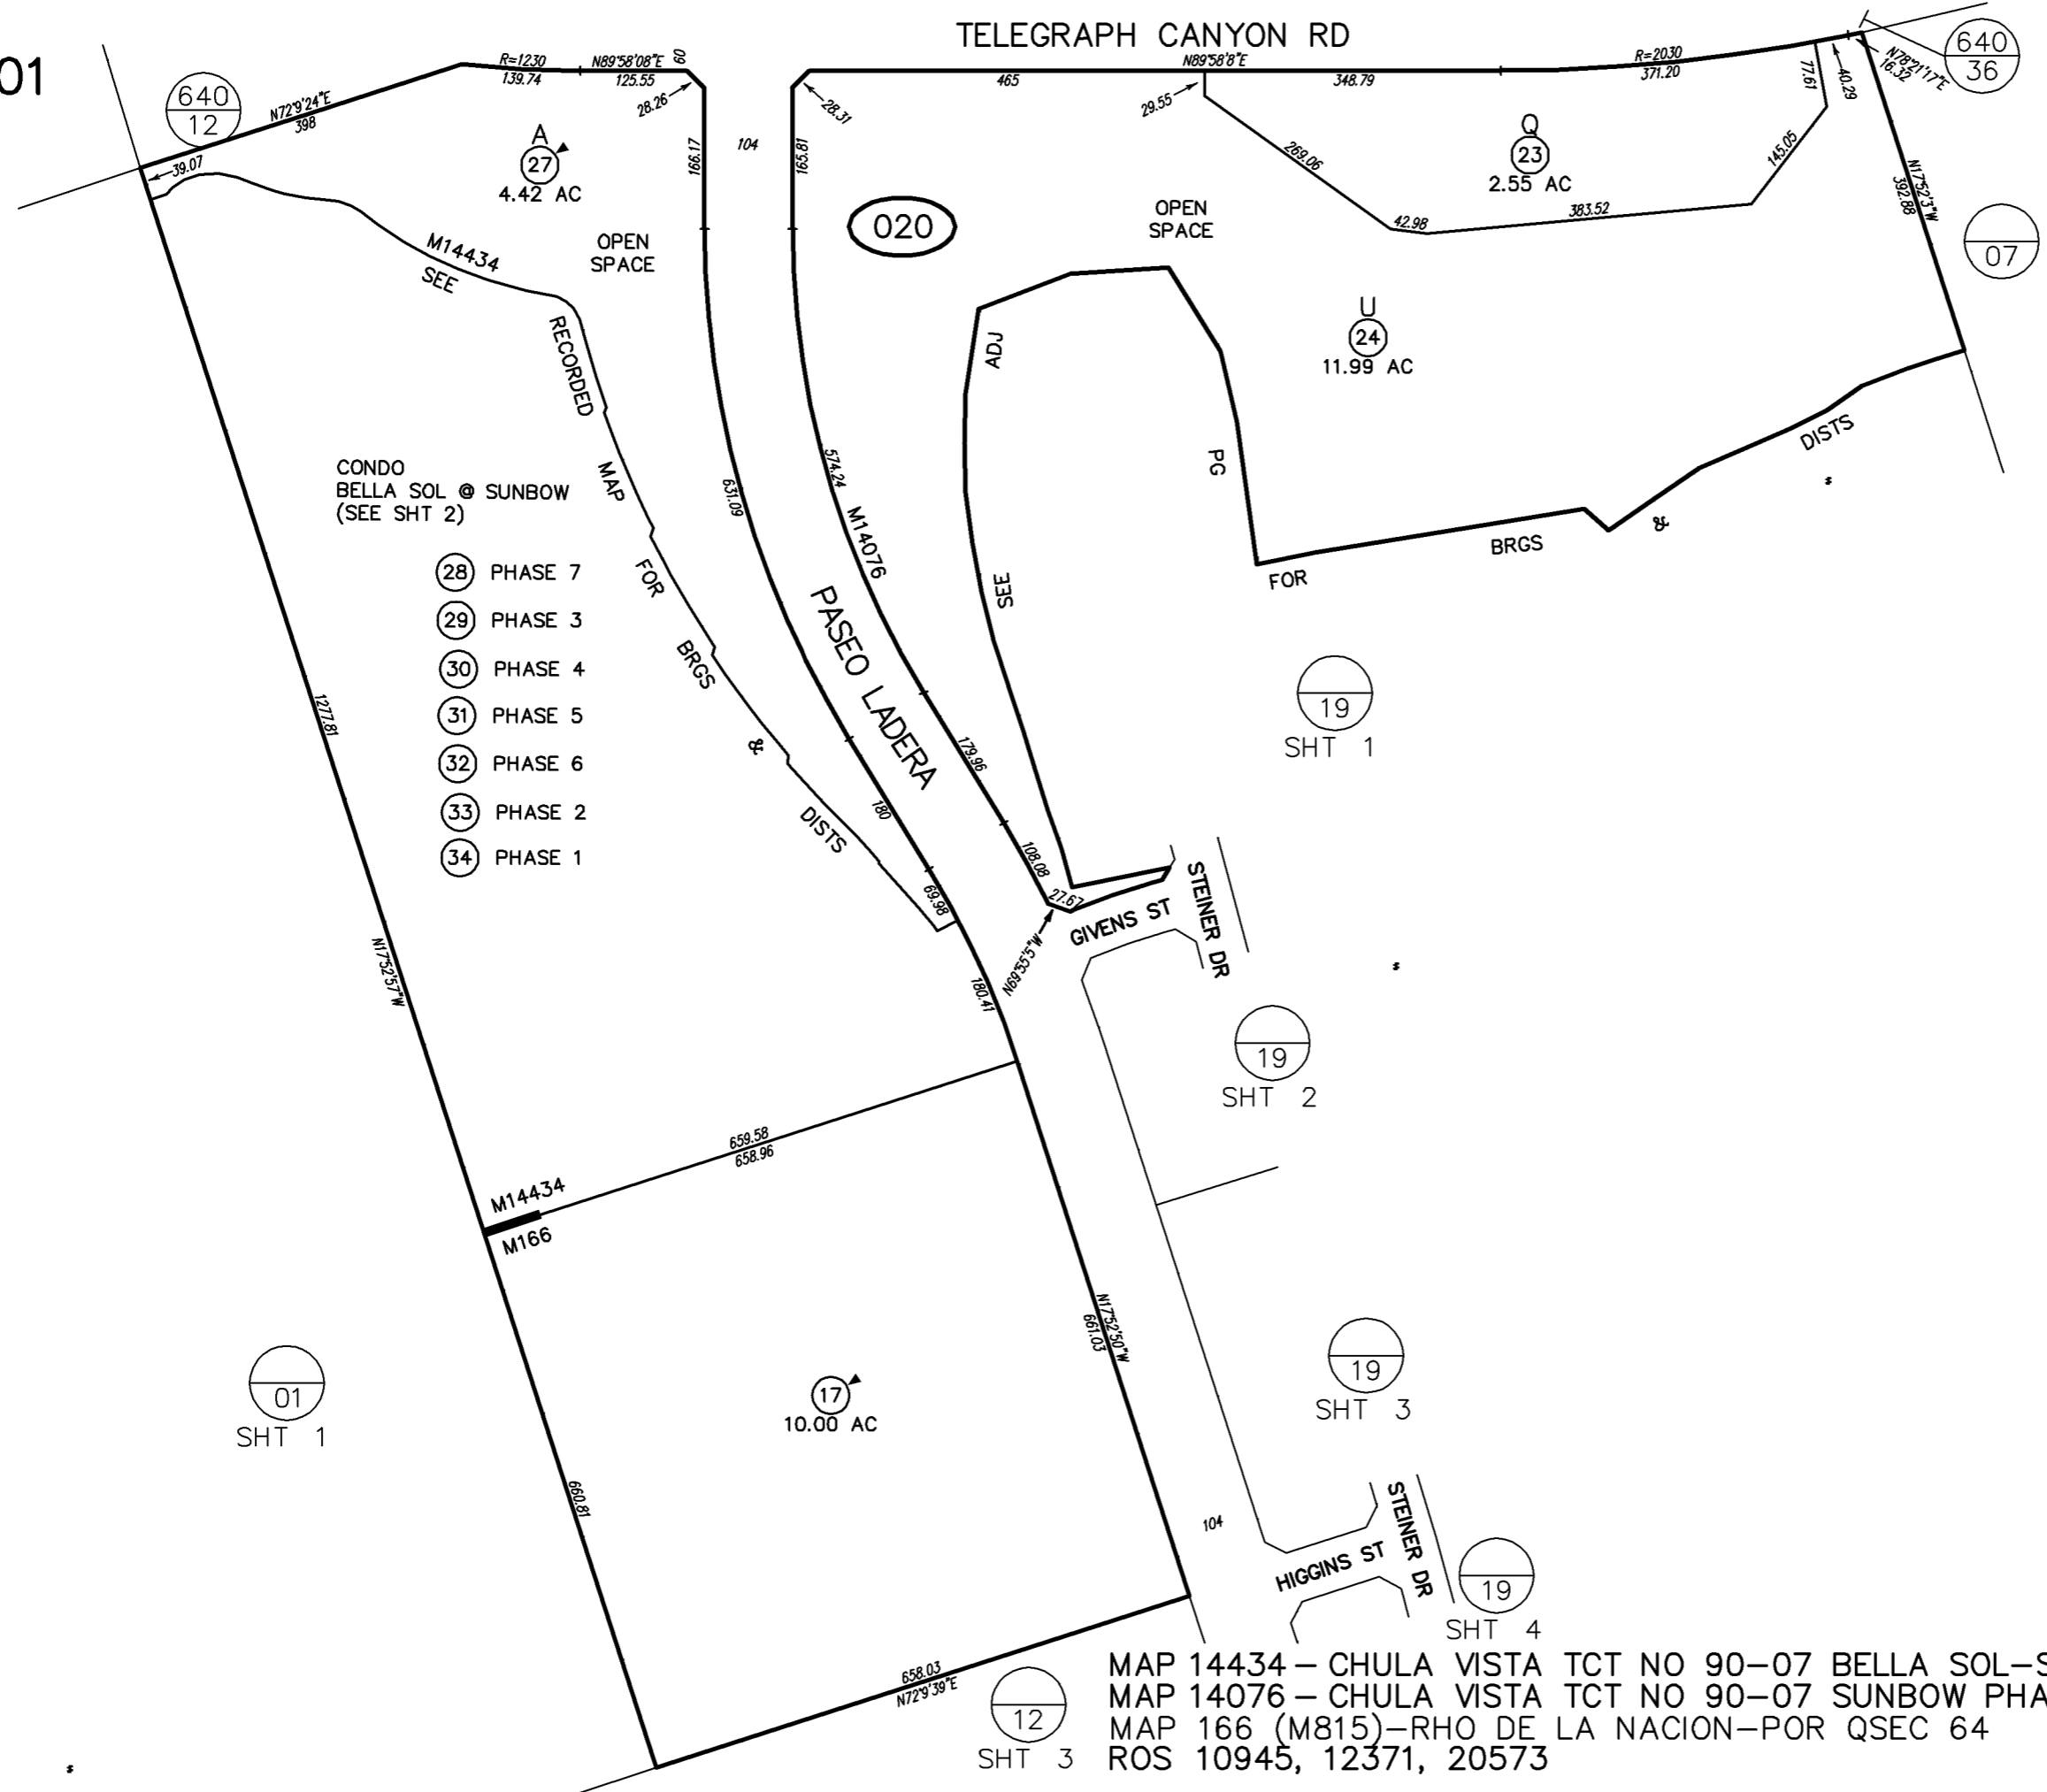 01
TELEGRAPH CANYON RD
640
12
640
36
N72°9'24"E
398
39.07
R=1230
139.74
N89°58'08"E
125.55
60
28.26
28.31
N89°58'8"E
465
29.55
348.79
R=2030
371.20
77.61
40.29
N78°21'17"E
16.32
N17°52'3"W
392.88
07
A
27
4.42 AC
166.17
104
165.81
020
OPEN
SPACE
OPEN
SPACE
269.06
Q
23
2.55 AC
145.05
42.98
383.52
U
24
11.99 AC
M14434
SEE
RECORDED
MAP
FOR
BRGS
&
DISTS
SEE
ADJ
PG
FOR
BRGS
&
DISTS
CONDO
BELLA SOL @ SUNBOW
(SEE SHT 2)
28 PHASE 7
29 PHASE 3
30 PHASE 4
31 PHASE 5
32 PHASE 6
33 PHASE 2
34 PHASE 1
631.09
574.24
M14076
PASEO LADERA
179.96
180
108.08
69.98
27.67
N69°55'5"W
180.41
GIVENS ST
STEINER DR
19
SHT 1
19
SHT 2
1277.81
N17°52'57"W
659.58
658.96
M14434
M166
N17°52'50"W
661.03
19
SHT 3
01
SHT 1
17
10.00 AC
660.81
104
HIGGINS ST
STEINER DR
19
SHT 4
658.03
N72°9'39"E
12
SHT 3
MAP 14434 – CHULA VISTA TCT NO 90–07 BELLA SOL–S
MAP 14076 – CHULA VISTA TCT NO 90–07 SUNBOW PHA
MAP 166 (M815)–RHO DE LA NACION–POR QSEC 64
ROS 10945, 12371, 20573